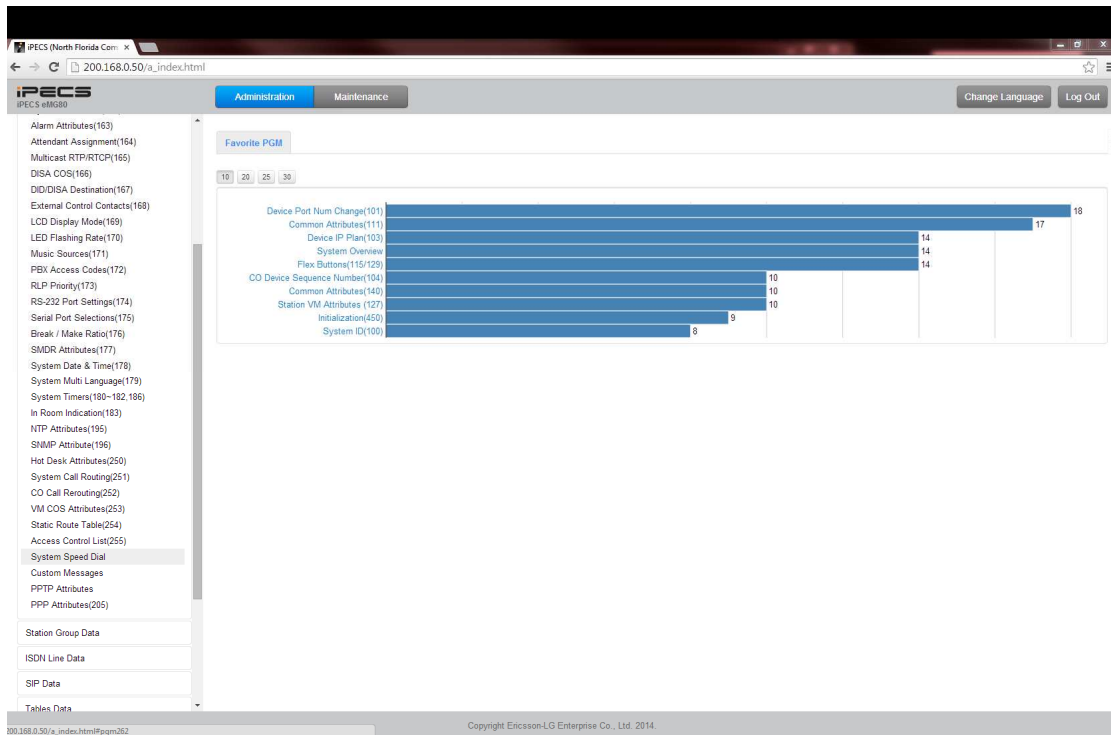 iPECS (North Florida Com
200.168.0.50/a_index.html
iPECS
iPECS eMG80
Administration
Maintenance
Change Language
Log Out
Alarm Attributes(163)
Attendant Assignment(164)
Multicast RTP/RTCP(165)
DISA COS(166)
DID/DISA Destination(167)
External Control Contacts(168)
LCD Display Mode(169)
LED Flashing Rate(170)
Music Sources(171)
PBX Access Codes(172)
RLP Priority(173)
RS-232 Port Settings(174)
Serial Port Selections(175)
Break / Make Ratio(176)
SMDR Attributes(177)
System Date & Time(178)
System Multi Language(179)
System Timers(180~182,186)
In Room Indication(183)
NTP Attributes(195)
SNMP Attribute(196)
Hot Desk Attributes(250)
System Call Routing(251)
CO Call Rerouting(252)
VM COS Attributes(253)
Static Route Table(254)
Access Control List(255)
System Speed Dial
Custom Messages
PPTP Attributes
PPP Attributes(205)
Station Group Data
ISDN Line Data
SIP Data
Tables Data
Favorite PGM
10 20 25 30
Device Port Num Change(101) 18
Common Attributes(111) 17
Device IP Plan(103) 14
System Overview 14
Flex Buttons(115/129) 14
CO Device Sequence Number(104) 10
Common Attributes(140) 10
Station VM Attributes (127) 10
Initialization(450) 9
System ID(100) 8
Copyright Ericsson-LG Enterprise Co., Ltd. 2014.
200.168.0.50/a_index.html#pgm262